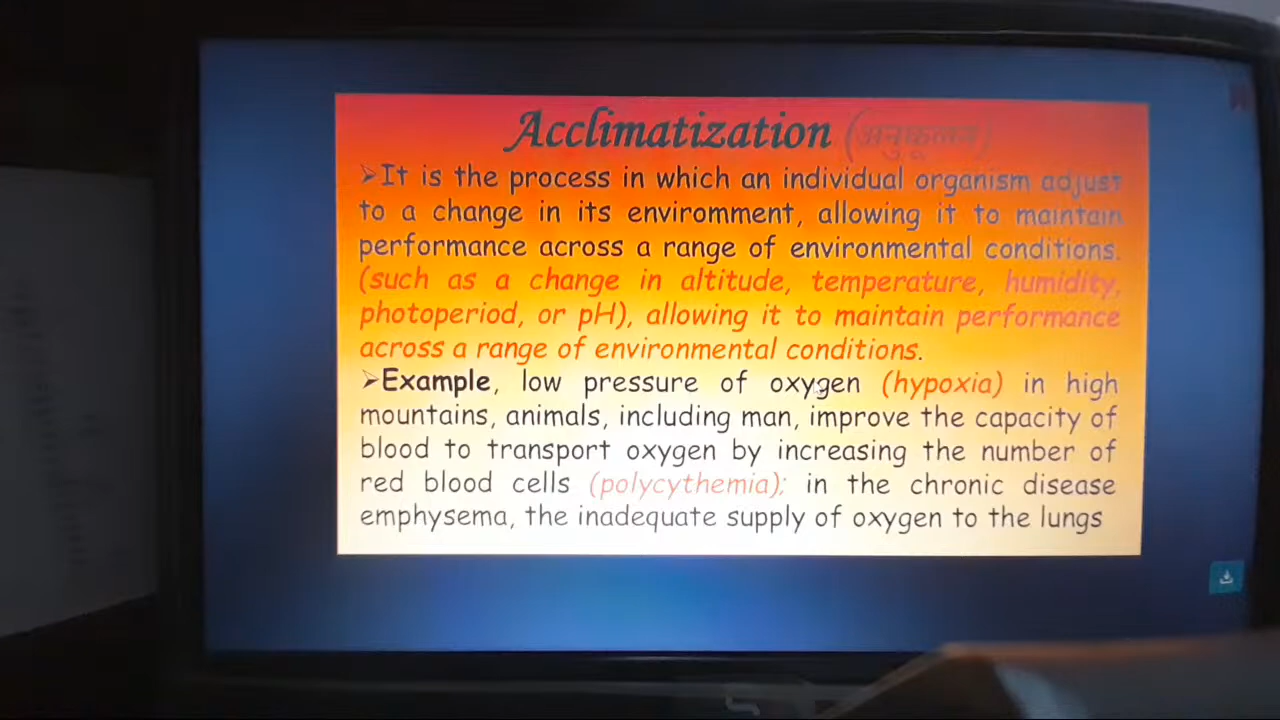 Acclimatization (अनुकूलन)
➢It is the process in which an individual organism adjust
to a change in its enviromment, allowing it to maintain
performance across a range of environmental conditions.
(such as a change in altitude, temperature, humidity,
photoperiod, or pH), allowing it to maintain performance
across a range of environmental conditions.
➢Example, low pressure of oxygen (hypoxia) in high
mountains, animals, including man, improve the capacity of
blood to transport oxygen by increasing the number of
red blood cells (polycythemia); in the chronic disease
emphysema, the inadequate supply of oxygen to the lungs